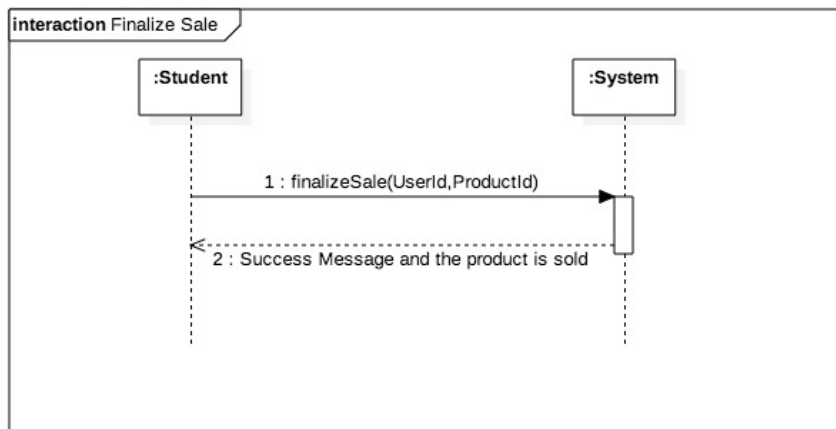 interaction Finalize Sale
:Student
:System
1 : finalizeSale(UserId,ProductId)
2 : Success Message and the product is sold